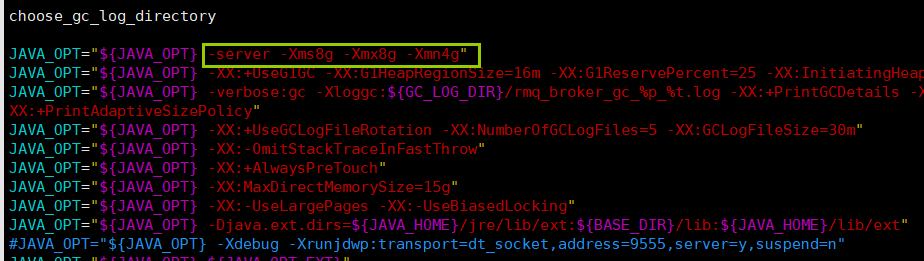 choose_gc_log_directory
JAVA_OPT="${JAVA_OPT} -server -Xms8g -Xmx8g -Xmn4g"
JAVA_OPT="${JAVA_OPT} -XX:+UseG1GC -XX:G1HeapRegionSize=16m -XX:G1ReservePercent=25 -XX:InitiatingHeap
JAVA_OPT="${JAVA_OPT} -verbose:gc -Xloggc:${GC_LOG_DIR}/rmq_broker_gc_%p_%t.log -XX:+PrintGCDetails -X
XX:+PrintAdaptiveSizePolicy"
JAVA_OPT="${JAVA_OPT} -XX:+UseGCLogFileRotation -XX:NumberOfGCLogFiles=5 -XX:GCLogFileSize=30m"
JAVA_OPT="${JAVA_OPT} -XX:-OmitStackTraceInFastThrow"
JAVA_OPT="${JAVA_OPT} -XX:+AlwaysPreTouch"
JAVA_OPT="${JAVA_OPT} -XX:MaxDirectMemorySize=15g"
JAVA_OPT="${JAVA_OPT} -XX:-UseLargePages -XX:-UseBiasedLocking"
JAVA_OPT="${JAVA_OPT} -Djava.ext.dirs=${JAVA_HOME}/jre/lib/ext:${BASE_DIR}/lib:${JAVA_HOME}/lib/ext"
#JAVA_OPT="${JAVA_OPT} -Xdebug -Xrunjdwp:transport=dt_socket,address=9555,server=y,suspend=n"
JAVA_OPT="${JAVA_OPT} ${JAVA_OPT_EXT}"